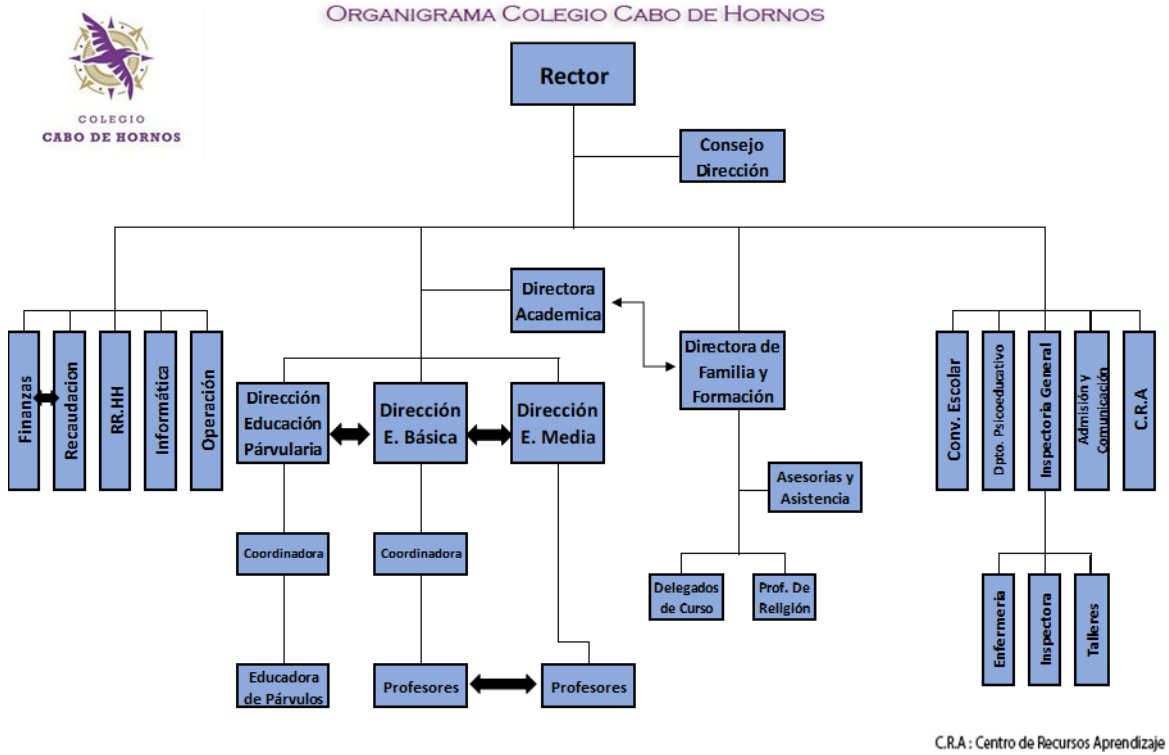 ORGANIGRAMA COLEGIO CABO DE HORNOS
COLEGIO
CABO DE HORNOS
Rector
Consejo
Dirección
Directora
Academica
Directora de
Familia y
Formación
Finanzas
Recaudacion
RR.HH
Informática
Operación
Dirección
Educación
Párvularia
Dirección
E. Básica
Dirección
E. Media
Conv. Escolar
Dpto. Psicoeducativo
Inspectoria General
Admisión y
Comunicación
C.R.A
Asesorias y
Asistencia
Coordinadora
Coordinadora
Delegados
de Curso
Prof. De
Religión
Enfermeria
Inspectora
Talleres
Educadora
de Párvulos
Profesores
Profesores
C.R.A : Centro de Recursos Aprendizaje